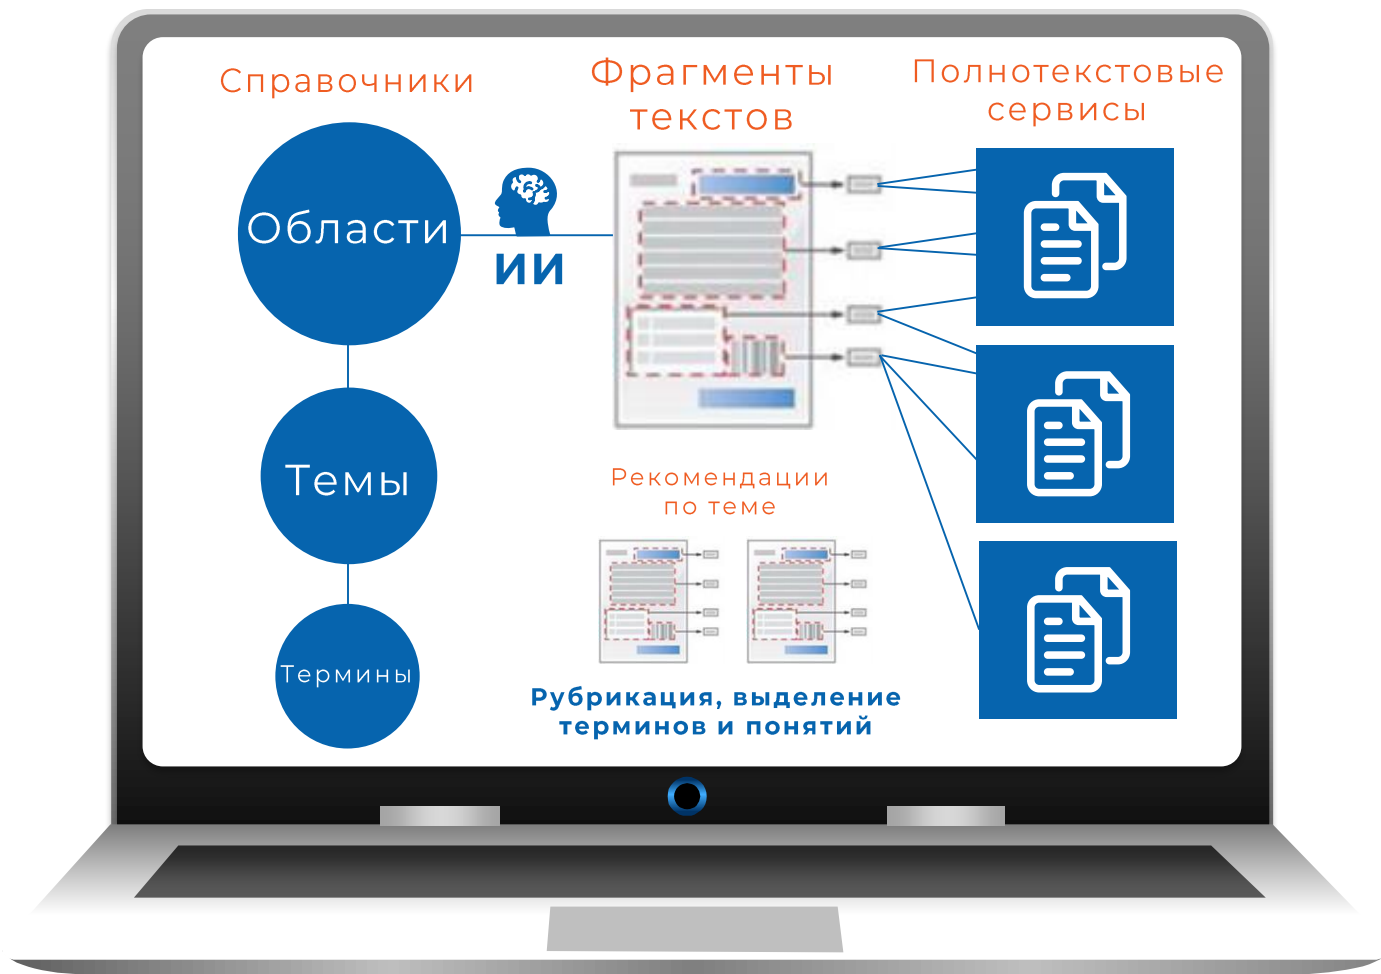 Справочники
Области
Темы
Термины
ИИ
Фрагменты
текстов
Рекомендации
по теме
Рубрикация, выделение
терминов и понятий
Полнотекстовые
сервисы